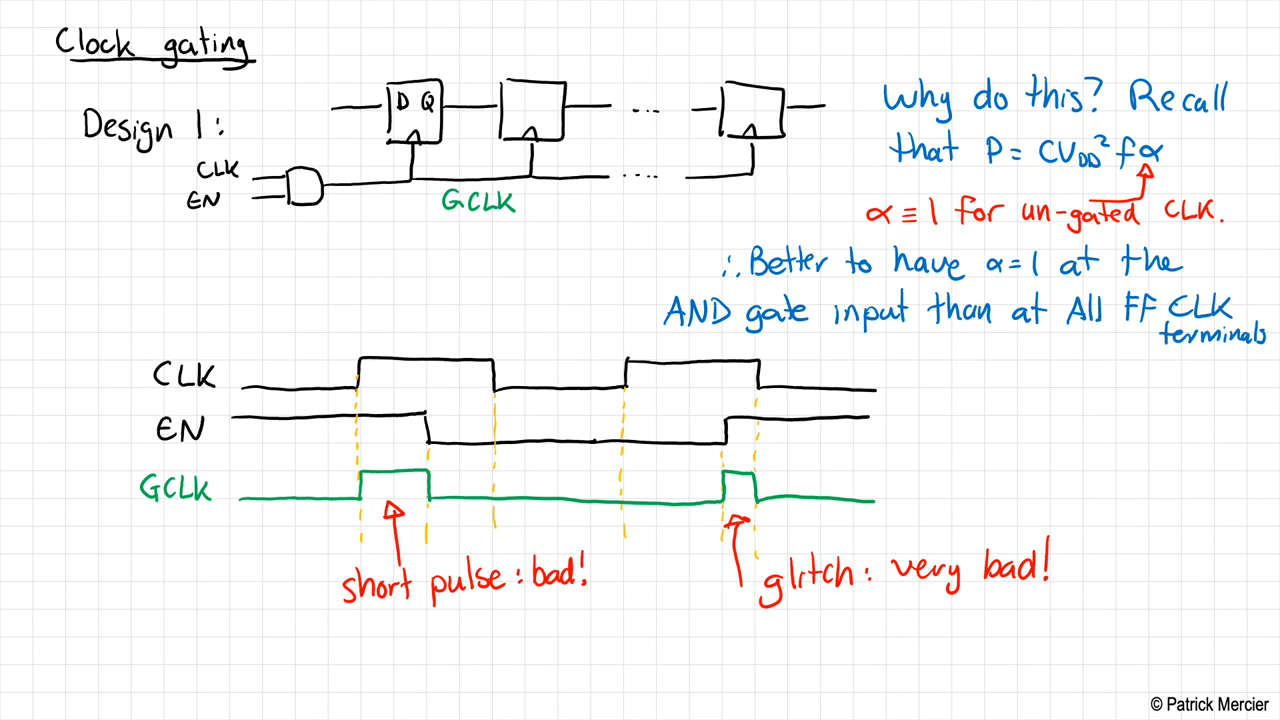 Clock gating
Design 1:
CLK
EN
D Q
....
....
GCLK
Why do this? Recall
that P = CV_DD² f α
α ≡ 1 for un-gated CLK.
∴ Better to have α=1 at the
AND gate input than at All FF CLK
terminals
CLK
EN
GCLK
short pulse: bad!
glitch: very bad!
© Patrick Mercier